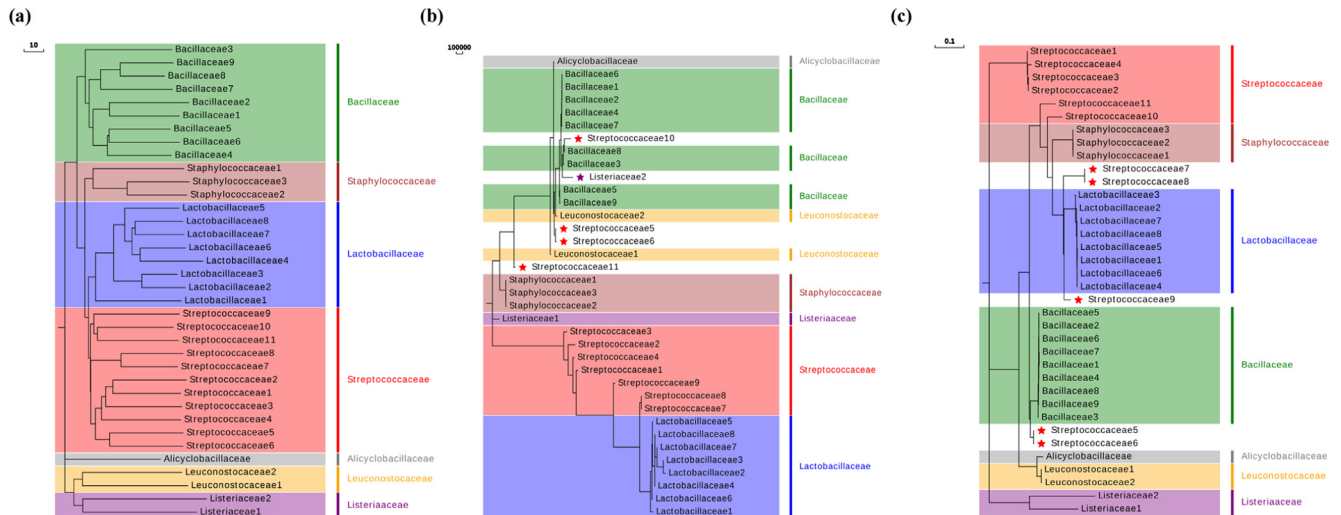 (a)
10
Bacillaceae3
Bacillaceae9
Bacillaceae8
Bacillaceae7
Bacillaceae2
Bacillaceae1
Bacillaceae5
Bacillaceae6
Bacillaceae4
Bacillaceae
Staphylococcaceae1
Staphylococcaceae3
Staphylococcaceae2
Staphylococcaceae
Lactobacillaceae5
Lactobacillaceae8
Lactobacillaceae7
Lactobacillaceae6
Lactobacillaceae4
Lactobacillaceae3
Lactobacillaceae2
Lactobacillaceae1
Lactobacillaceae
Streptococcaceae9
Streptococcaceae10
Streptococcaceae11
Streptococcaceae8
Streptococcaceae7
Streptococcaceae2
Streptococcaceae1
Streptococcaceae3
Streptococcaceae4
Streptococcaceae5
Streptococcaceae6
Streptococcaceae
Alicyclobacillaceae
Alicyclobacillaceae
Leuconostocaceae2
Leuconostocaceae1
Leuconostocaceae
Listeriaceae2
Listeriaceae1
Listeriaaceae
(b)
100000
Alicyclobacillaceae
Alicyclobacillaceae
Bacillaceae6
Bacillaceae1
Bacillaceae2
Bacillaceae4
Bacillaceae7
Bacillaceae
Streptococcaceae10
Bacillaceae8
Bacillaceae3
Bacillaceae
Listeriaceae2
Bacillaceae5
Bacillaceae9
Bacillaceae
Leuconostocaceae2
Leuconostocaceae
Streptococcaceae5
Streptococcaceae6
Leuconostocaceae1
Leuconostocaceae
Streptococcaceae11
Staphylococcaceae1
Staphylococcaceae3
Staphylococcaceae2
Staphylococcaceae
Listeriaceae1
Listeriaaceae
Streptococcaceae3
Streptococcaceae2
Streptococcaceae4
Streptococcaceae1
Streptococcaceae9
Streptococcaceae8
Streptococcaceae7
Streptococcaceae
Lactobacillaceae5
Lactobacillaceae8
Lactobacillaceae7
Lactobacillaceae3
Lactobacillaceae2
Lactobacillaceae4
Lactobacillaceae6
Lactobacillaceae1
Lactobacillaceae
(c)
0.1
Streptococcaceae1
Streptococcaceae4
Streptococcaceae3
Streptococcaceae2
Streptococcaceae11
Streptococcaceae10
Streptococcaceae
Staphylococcaceae3
Staphylococcaceae2
Staphylococcaceae1
Staphylococcaceae
Streptococcaceae7
Streptococcaceae8
Lactobacillaceae3
Lactobacillaceae2
Lactobacillaceae7
Lactobacillaceae8
Lactobacillaceae5
Lactobacillaceae1
Lactobacillaceae6
Lactobacillaceae4
Lactobacillaceae
Streptococcaceae9
Bacillaceae5
Bacillaceae2
Bacillaceae6
Bacillaceae7
Bacillaceae1
Bacillaceae4
Bacillaceae8
Bacillaceae9
Bacillaceae3
Bacillaceae
Streptococcaceae5
Streptococcaceae6
Alicyclobacillaceae
Alicyclobacillaceae
Leuconostocaceae1
Leuconostocaceae2
Leuconostocaceae
Listeriaceae2
Listeriaceae1
Listeriaaceae